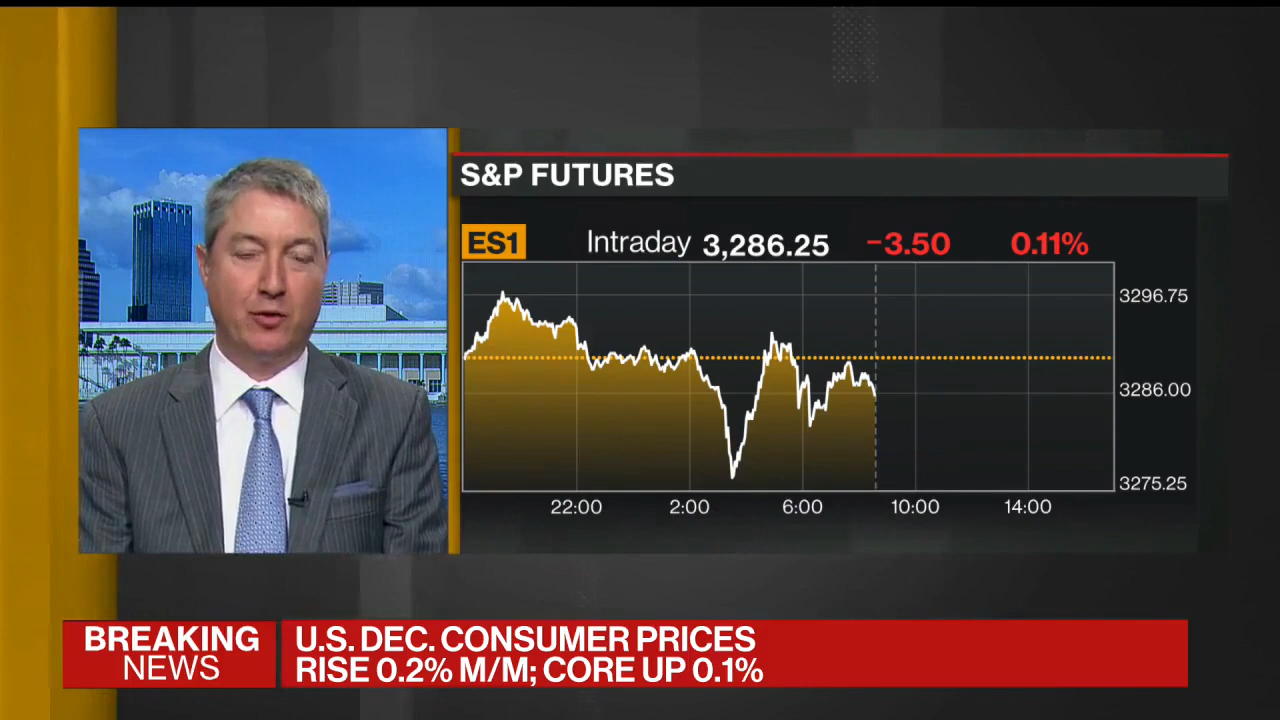 S&P FUTURES
ES1 Intraday 3,286.25 -3.50 0.11%
3296.75
3286.00
3275.25
22:00 2:00 6:00 10:00 14:00
BREAKING NEWS
U.S. DEC. CONSUMER PRICES
RISE 0.2% M/M; CORE UP 0.1%